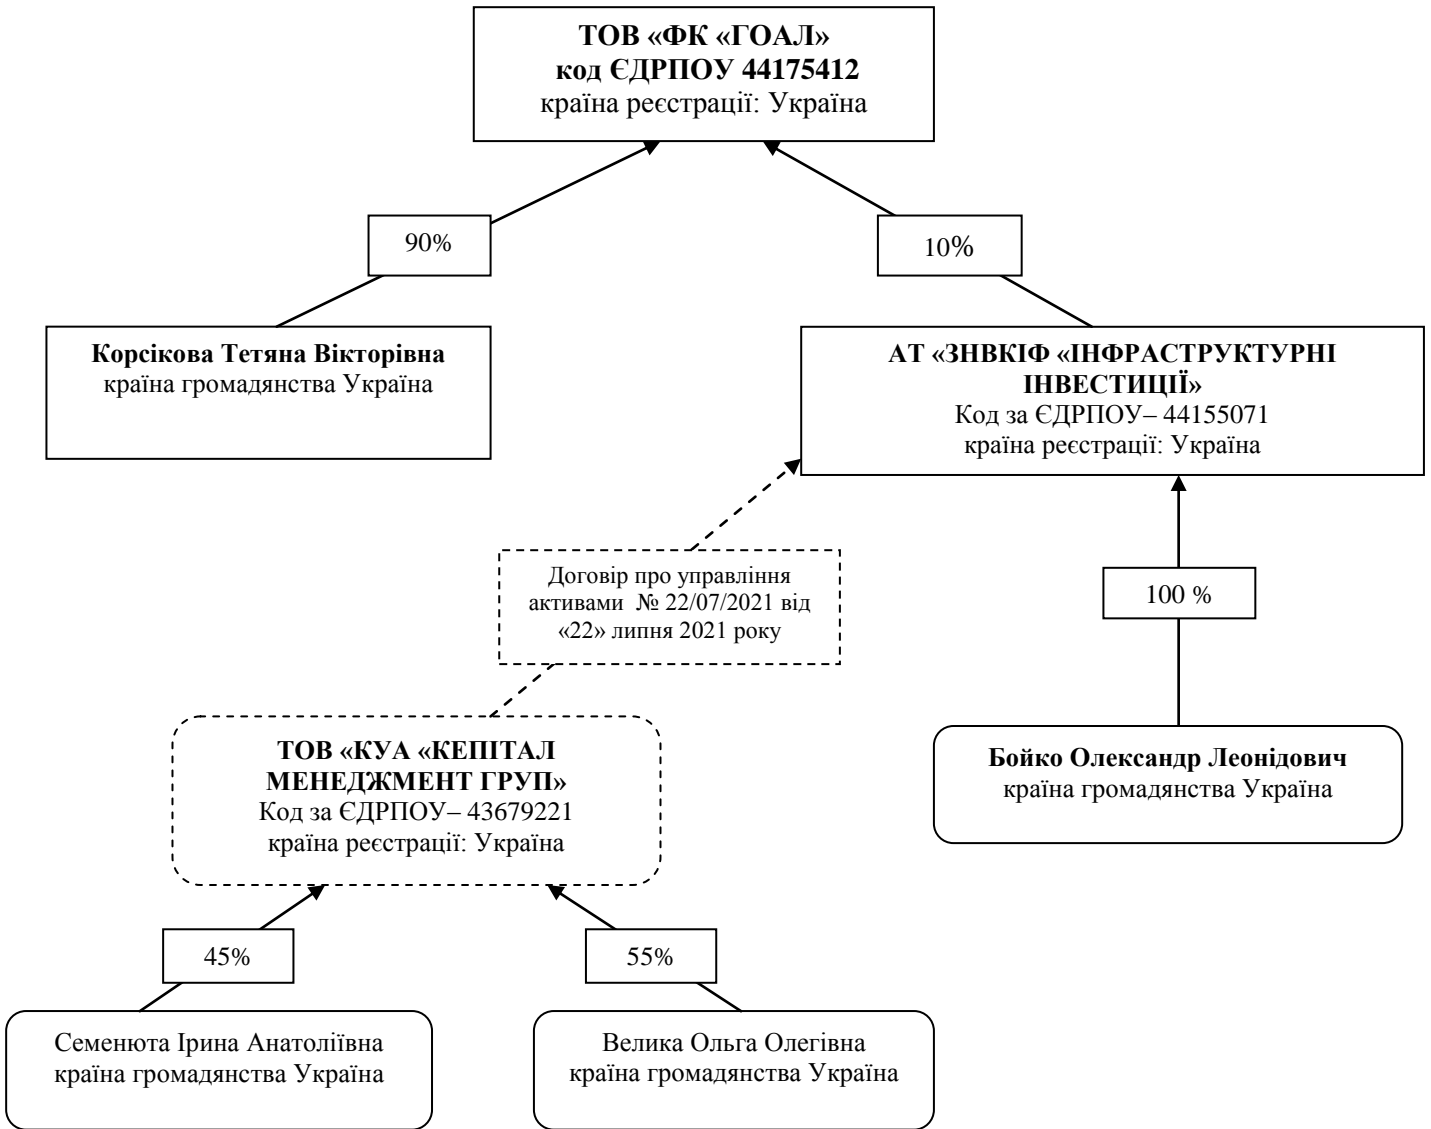 ТОВ «ФК «ГОАЛ»
код ЄДРПОУ 44175412
країна реєстрації: Україна
90%
10%
Корсікова Тетяна Вікторівна
країна громадянства Україна
АТ «ЗНВКІФ «ІНФРАСТРУКТУРНІ
ІНВЕСТИЦІЇ»
Код за ЄДРПОУ– 44155071
країна реєстрації: Україна
Договір про управління
активами № 22/07/2021 від
«22» липня 2021 року
100 %
ТОВ «КУА «КЕПІТАЛ
МЕНЕДЖМЕНТ ГРУП»
Код за ЄДРПОУ– 43679221
країна реєстрації: Україна
Бойко Олександр Леонідович
країна громадянства Україна
45%
55%
Семенюта Ірина Анатоліївна
країна громадянства Україна
Велика Ольга Олегівна
країна громадянства Україна